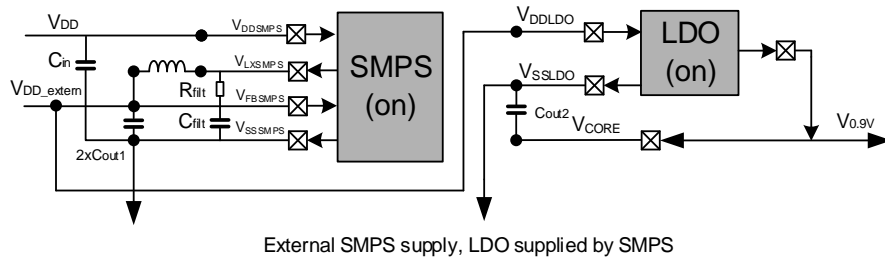 VDD
VDDSMPS
Cin
VLXSMPS
SMPS
(on)
Rfilt
VDD_extern
VFBSMPS
Cfilt
VSSSMPS
2xCout1
VDDLDO
LDO
(on)
VSSLDO
Cout2
VCORE
V0.9V
External SMPS supply, LDO supplied by SMPS